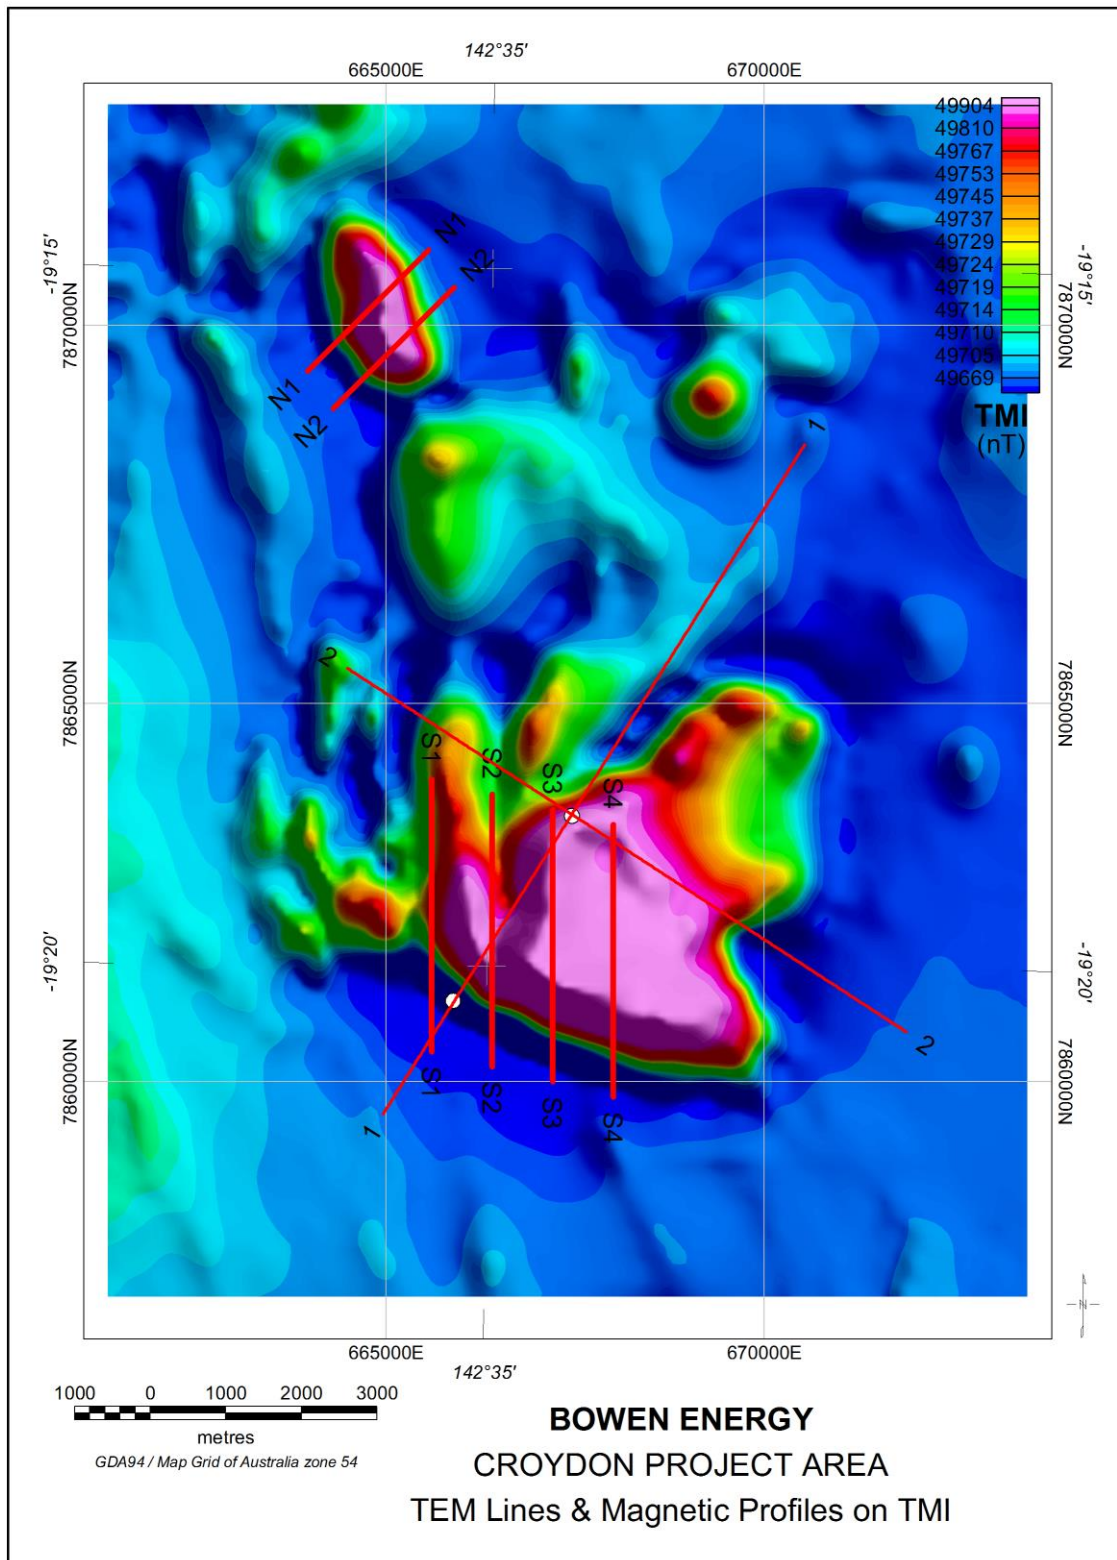 142°35'
665000E 670000E
49904
49810
49767
49753
49745
49737
49729
49724
49719
49714
49710
49705
49669
TMI
(nT)
-19°15'
-19°15'
7870000N
7870000N
N1
N2
N1
N2
1
2
7865000N
7865000N
S1
S2
S3
S4
-19°20'
-19°20'
7860000N
7860000N
S1
S2
S3
S4
1
2
N
665000E 670000E
142°35'
1000 0 1000 2000 3000
metres
GDA94 / Map Grid of Australia zone 54
BOWEN ENERGY
CROYDON PROJECT AREA
TEM Lines & Magnetic Profiles on TMI